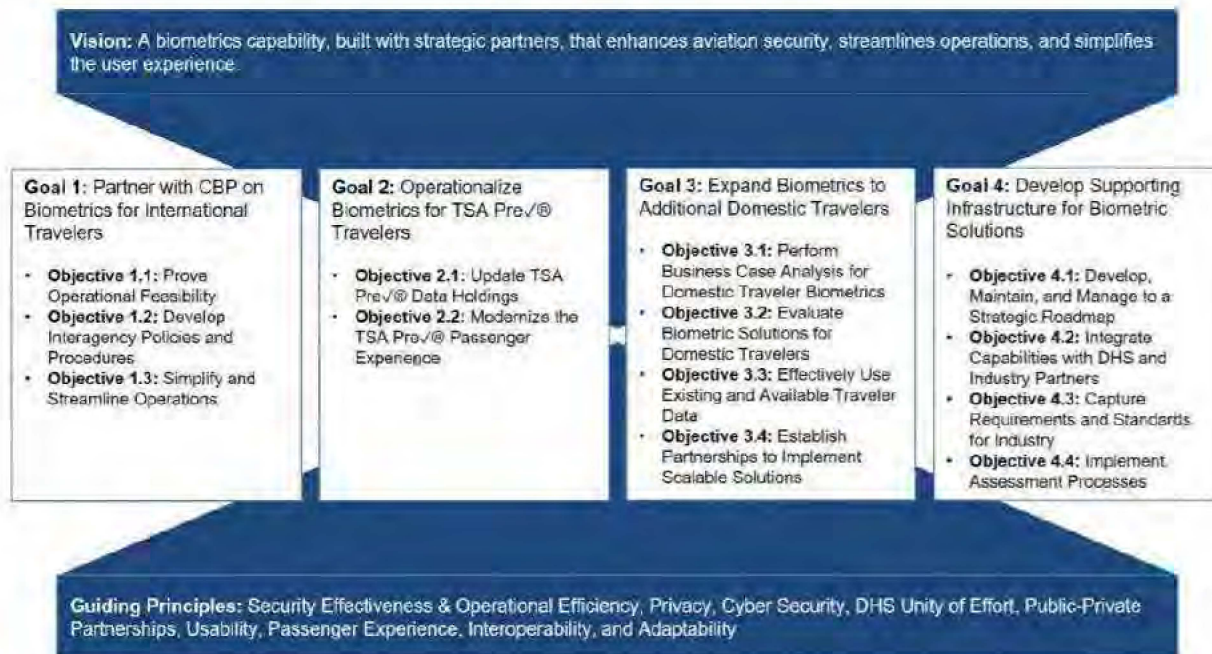 Vision: A biometrics capability, built with strategic partners, that enhances aviation security, streamlines operations, and simplifies
the user experience.
Goal 1: Partner with CBP on
Biometrics for International
Travelers
• Objective 1.1: Prove
Operational Feasibility
• Objective 1.2: Develop
Interagency Policies and
Procedures
• Objective 1.3: Simplify and
Streamline Operations
Goal 2: Operationalize
Biometrics for TSA Pre✓®
Travelers
• Objective 2.1: Update TSA
Pre✓® Data Holdings
• Objective 2.2: Modernize the
TSA Pre✓® Passenger
Experience
Goal 3: Expand Biometrics to
Additional Domestic Travelers
• Objective 3.1: Perform
Business Case Analysis for
Domestic Traveler Biometrics
• Objective 3.2: Evaluate
Biometric Solutions for
Domestic Travelers
• Objective 3.3: Effectively Use
Existing and Available Traveler
Data
• Objective 3.4: Establish
Partnerships to Implement
Scalable Solutions
Goal 4: Develop Supporting
Infrastructure for Biometric
Solutions
• Objective 4.1: Develop,
Maintain, and Manage to a
Strategic Roadmap
• Objective 4.2: Integrate
Capabilities with DHS and
Industry Partners
• Objective 4.3: Capture
Requirements and Standards
for Industry
• Objective 4.4: Implement
Assessment Processes
Guiding Principles: Security Effectiveness & Operational Efficiency, Privacy, Cyber Security, DHS Unity of Effort, Public-Private
Partnerships, Usability, Passenger Experience, Interoperability, and Adaptability